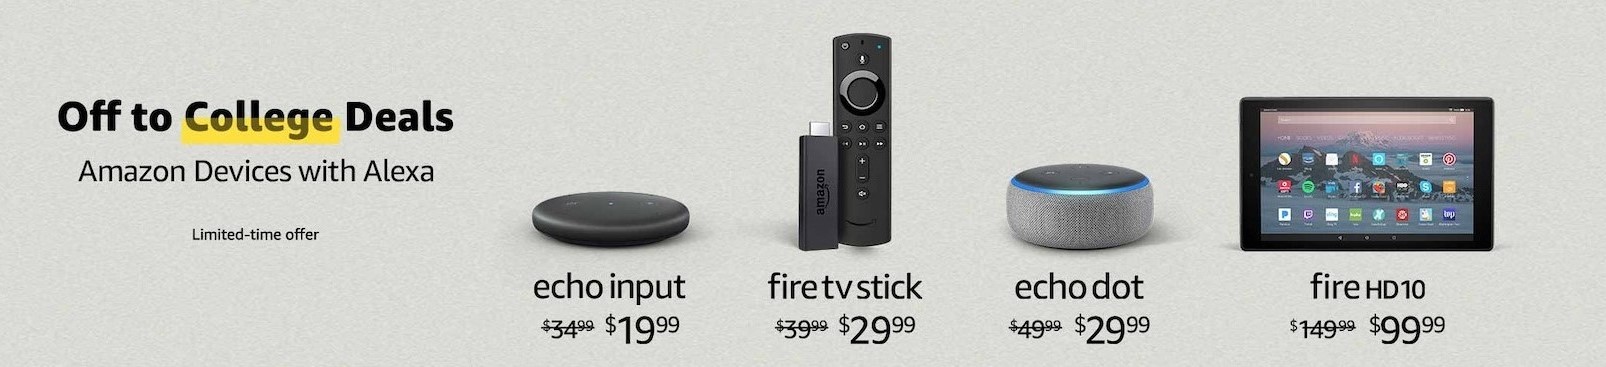 Off to College Deals
Amazon Devices with Alexa
Limited-time offer
amazon
echo input
$34.99 $19.99
fire tv stick
$39.99 $29.99
echo dot
$49.99 $29.99
fire HD10
$149.99 $99.99